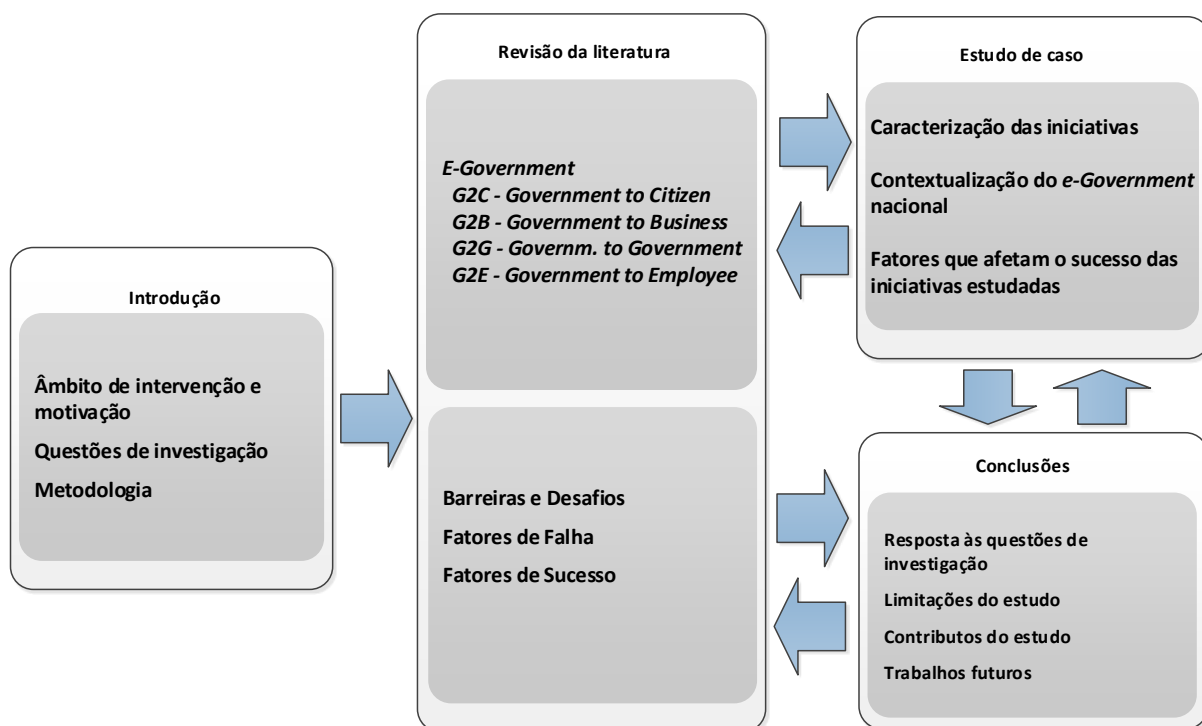 Introdução
Âmbito de intervenção e
motivação
Questões de investigação
Metodologia
Revisão da literatura
E-Government
G2C - Government to Citizen
G2B - Government to Business
G2G - Governm. to Government
G2E - Government to Employee
Barreiras e Desafios
Fatores de Falha
Fatores de Sucesso
Estudo de caso
Caracterização das iniciativas
Contextualização do e-Government
nacional
Fatores que afetam o sucesso das
iniciativas estudadas
Conclusões
Resposta às questões de
investigação
Limitações do estudo
Contributos do estudo
Trabalhos futuros